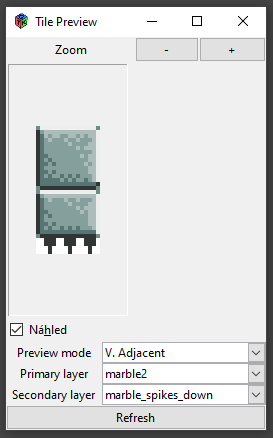 Tile Preview
Zoom - +
Náhled
Preview mode V. Adjacent
Primary layer marble2
Secondary layer marble_spikes_down
Refresh